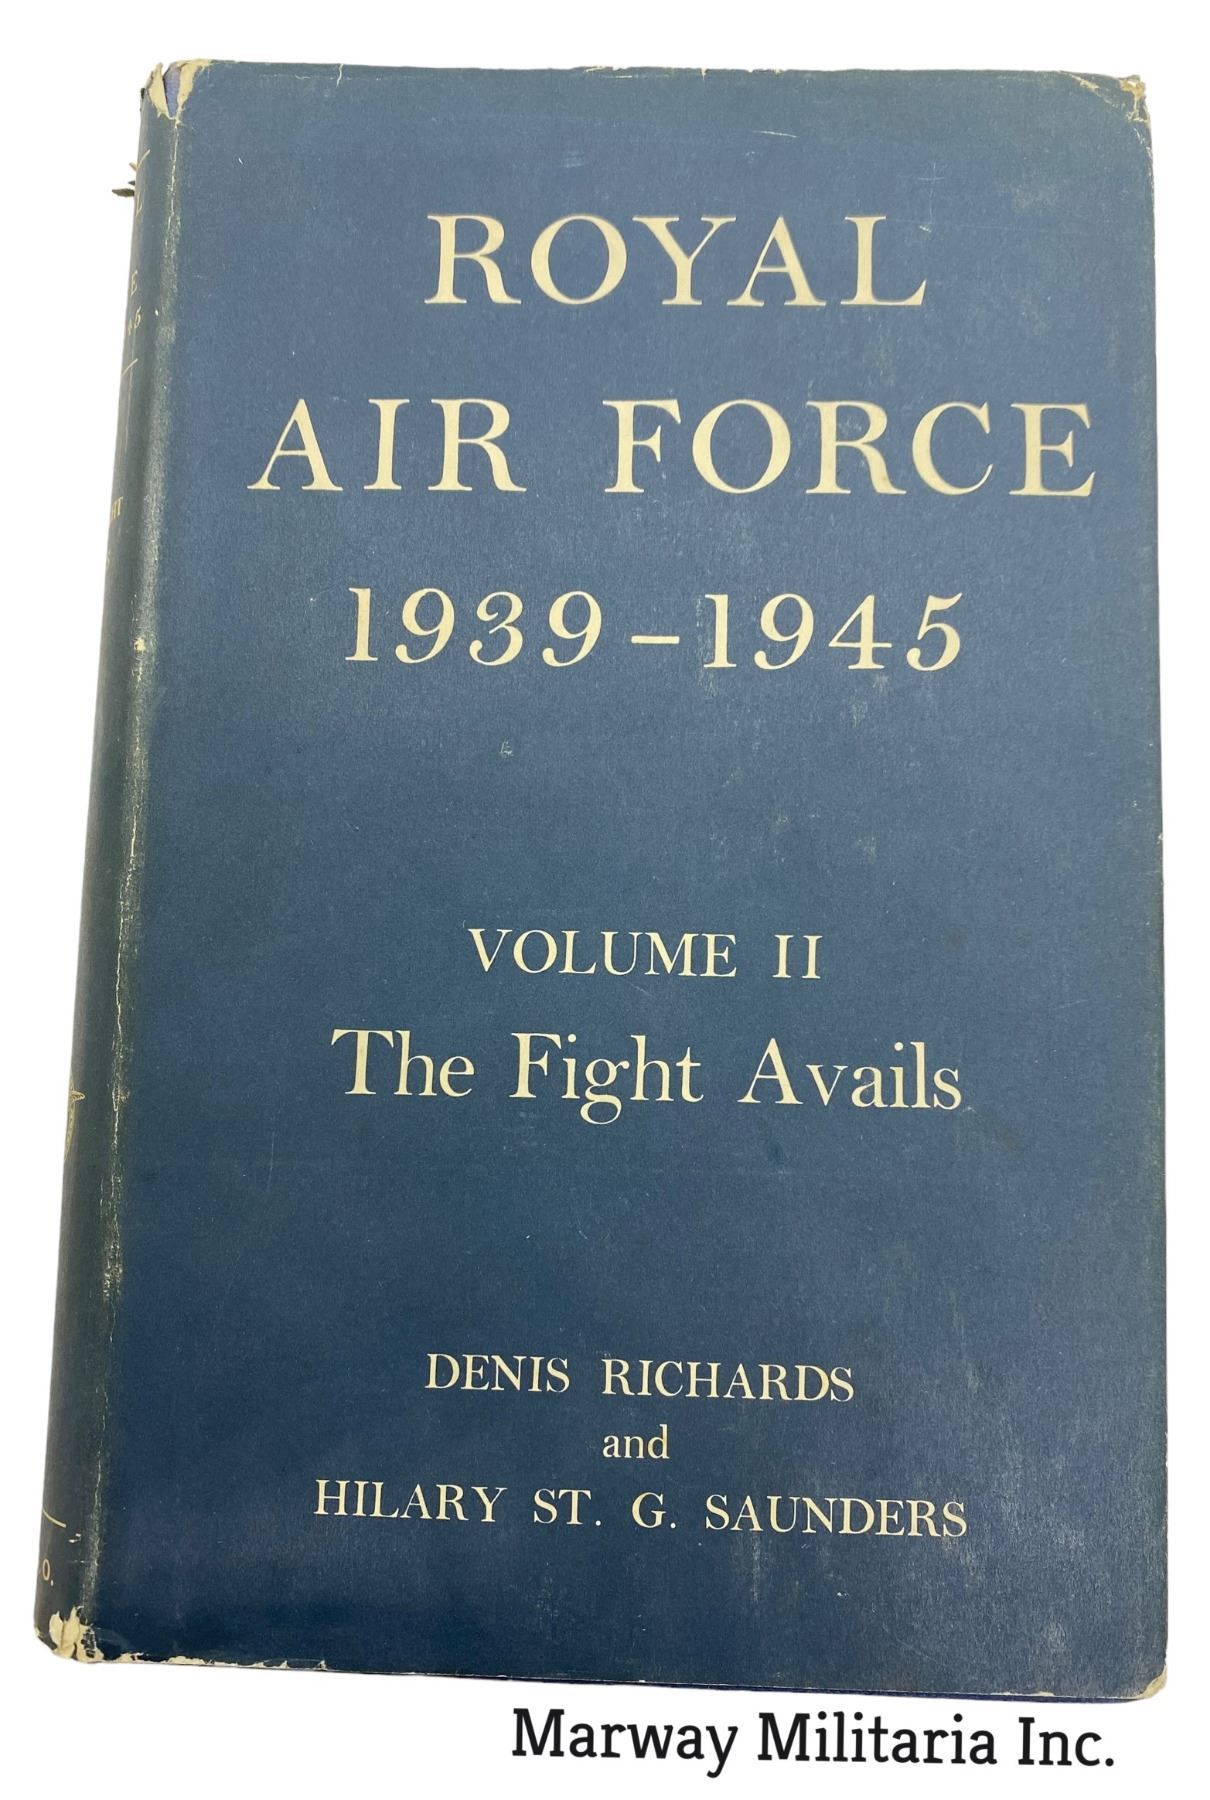 ROYAL
AIR FORCE
1939-1945
VOLUME II
The Fight Avails
DENIS RICHARDS
and
HILARY ST. G. SAUNDERS
Marway Militaria Inc.